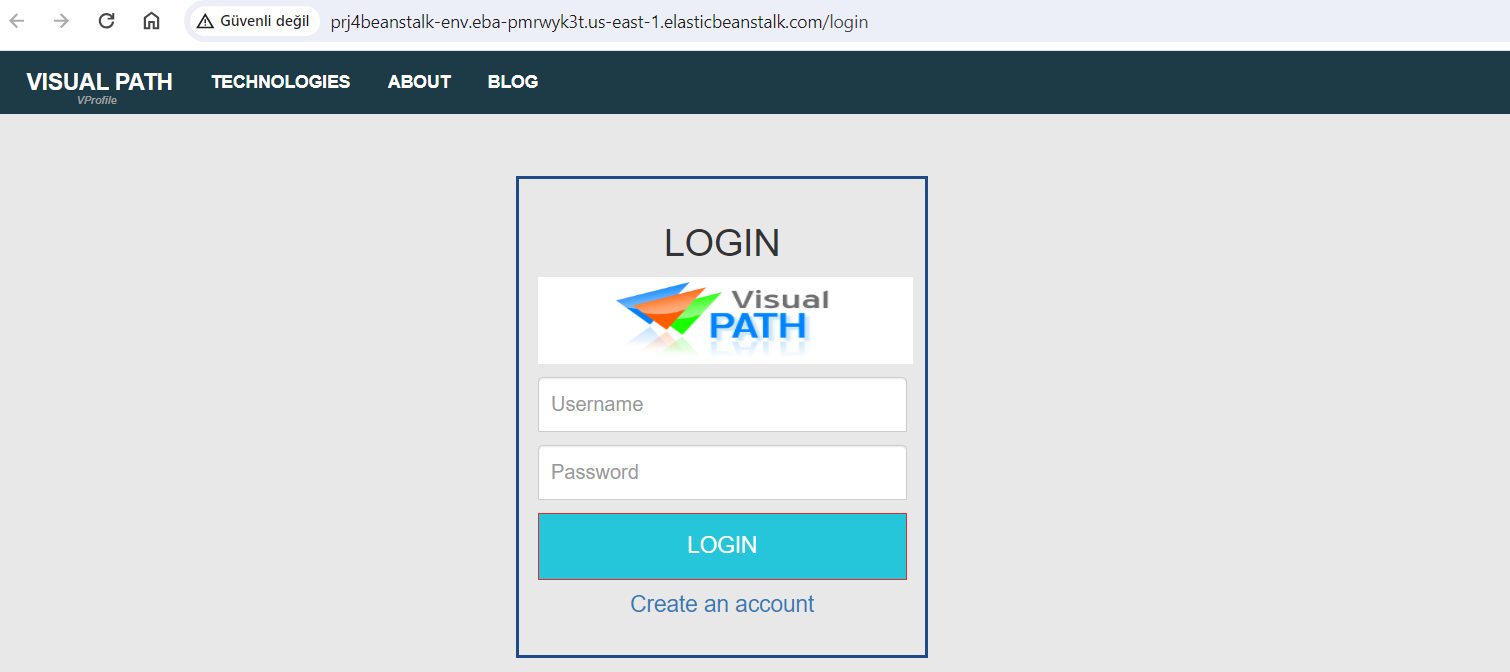 Güvenli değil prj4beanstalk-env.eba-pmrwyk3t.us-east-1.elasticbeanstalk.com/login
VISUAL PATH TECHNOLOGIES ABOUT BLOG
VProfile
LOGIN
Visual
PATH
Username
Password
LOGIN
Create an account